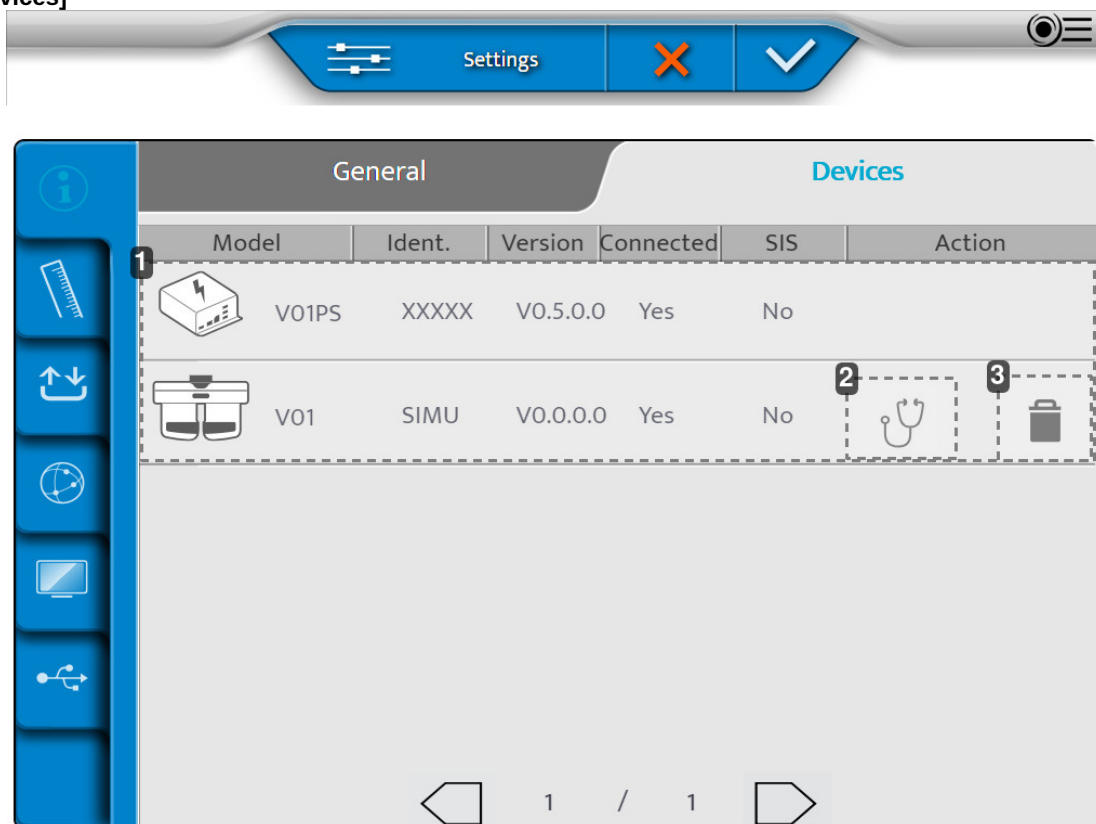 vices]
Settings
General Devices
Model Ident. Version Connected SIS Action
1
V01PS XXXXX V0.5.0.0 Yes No
2 3
V01 SIMU V0.0.0.0 Yes No
1 / 1